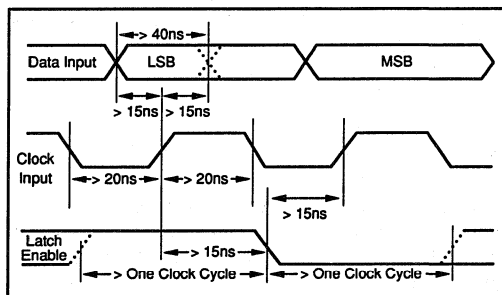 > 40ns
Data Input
LSB
MSB
> 15ns
> 15ns
Clock
Input
> 20ns
> 20ns
> 15ns
Latch
Enable
> 15ns
> One Clock Cycle
> One Clock Cycle